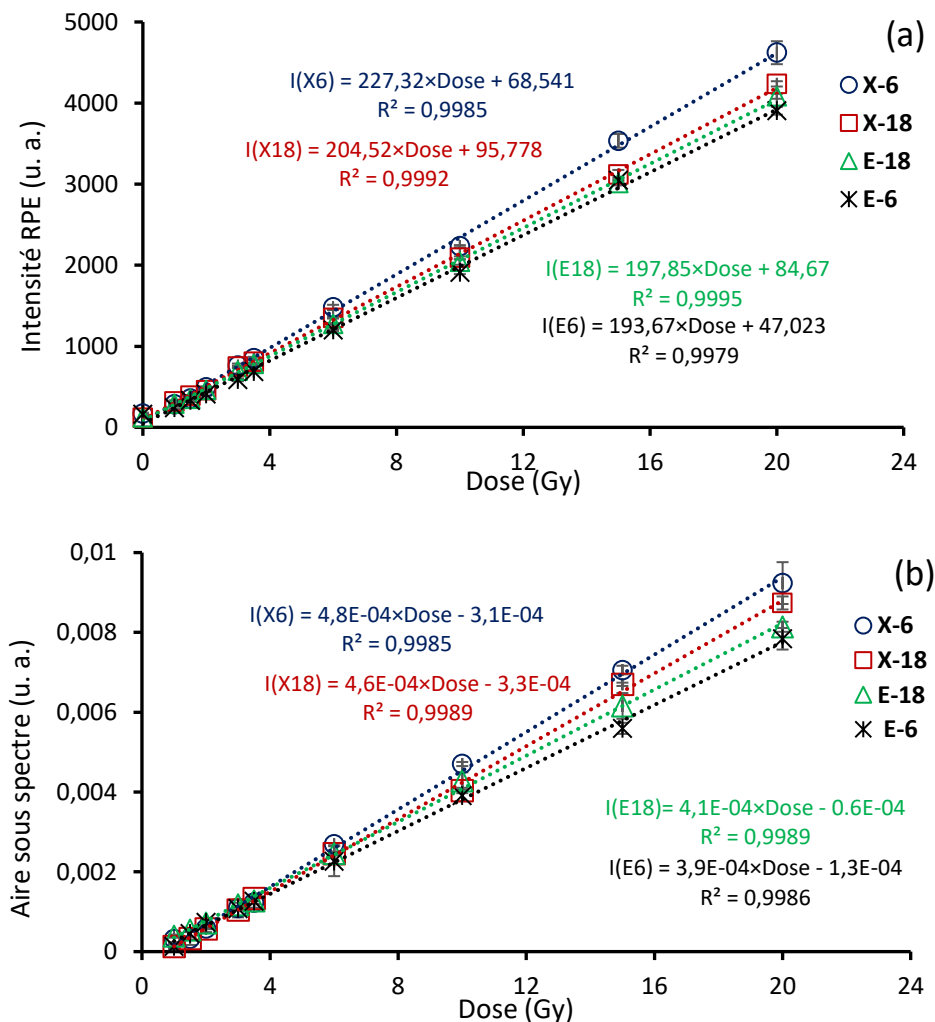 (a)
5000
4000
3000
2000
1000
0
Intensité RPE (u. a.)
I(X6) = 227,32×Dose + 68,541
R² = 0,9985
I(X18) = 204,52×Dose + 95,778
R² = 0,9992
I(E18) = 197,85×Dose + 84,67
R² = 0,9995
I(E6) = 193,67×Dose + 47,023
R² = 0,9979
X-6
X-18
E-18
E-6
0 4 8 12 16 20 24
Dose (Gy)
(b)
0,01
0,008
0,006
0,004
0,002
0
Aire sous spectre (u. a.)
I(X6) = 4,8E-04×Dose - 3,1E-04
R² = 0,9985
I(X18) = 4,6E-04×Dose - 3,3E-04
R² = 0,9989
I(E18)= 4,1E-04×Dose - 0.6E-04
R² = 0,9989
I(E6) = 3,9E-04×Dose - 1,3E-04
R² = 0,9986
X-6
X-18
E-18
E-6
0 4 8 12 16 20 24
Dose (Gy)